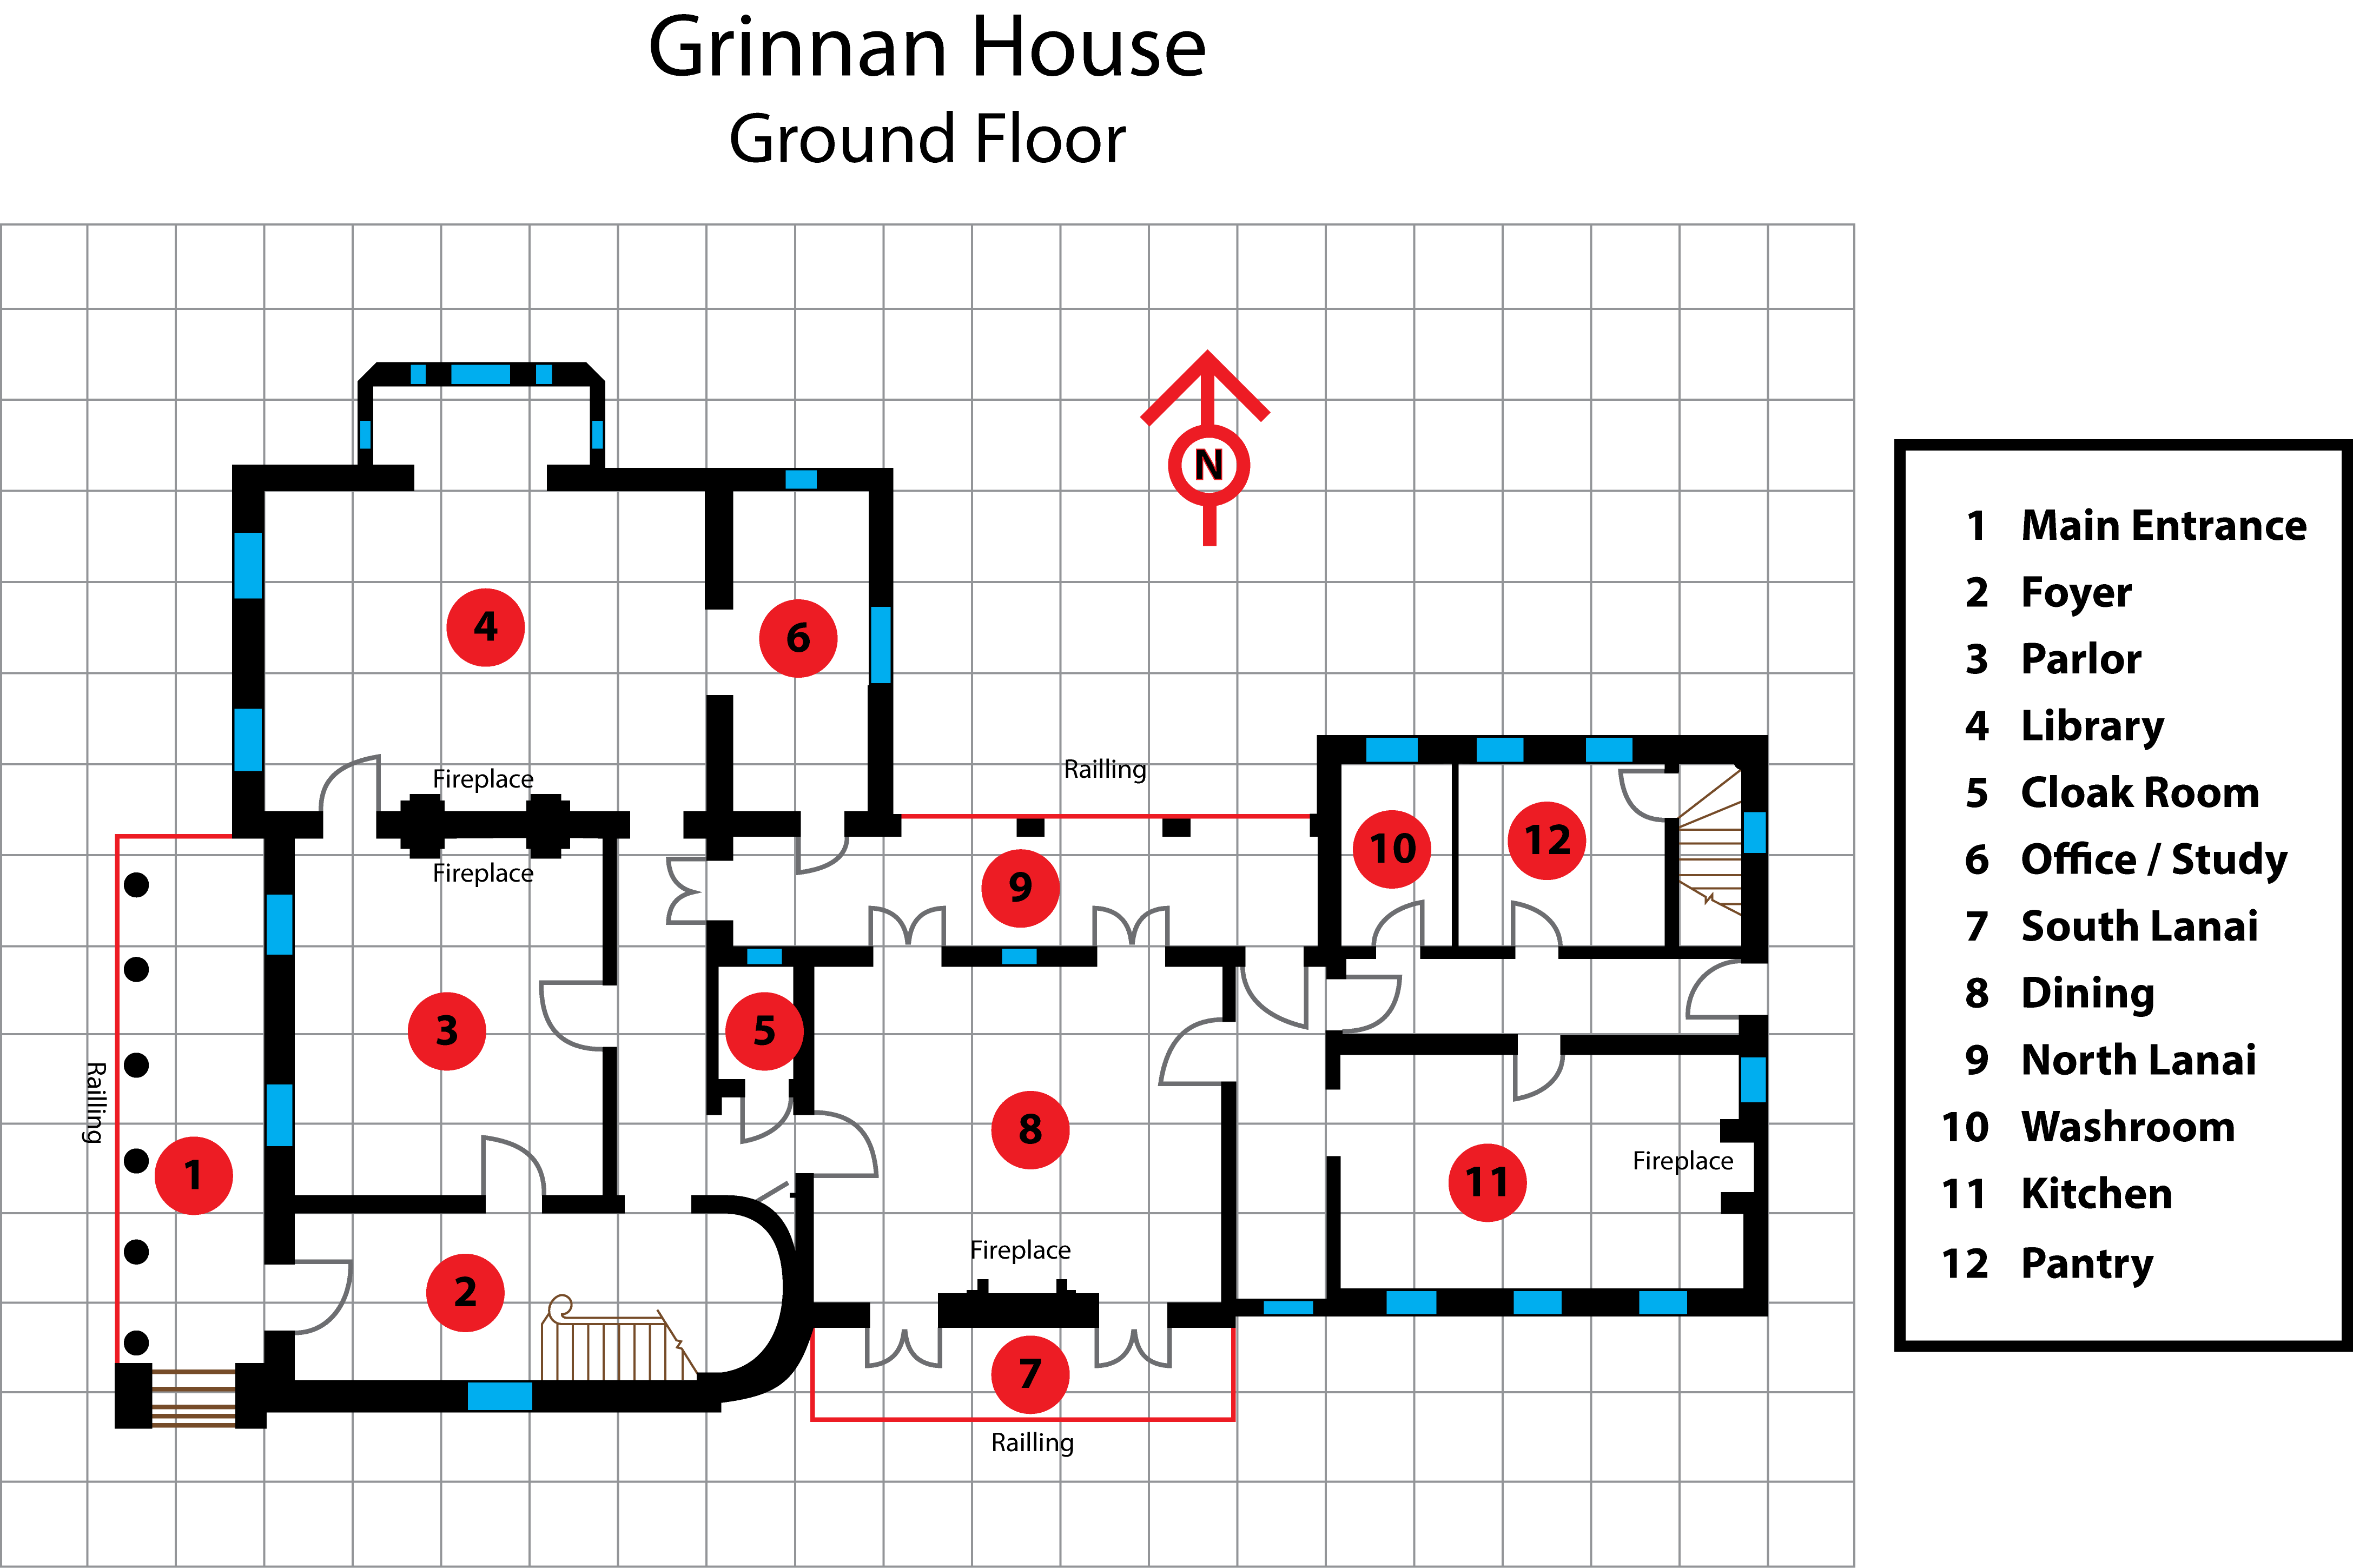 Grinnan House
Ground Floor
N
4
6
Fireplace
Fireplace
Railling
10
12
9
3
5
Railling
1
8
11
Fireplace
2
Fireplace
7
Railling
1 Main Entrance
2 Foyer
3 Parlor
4 Library
5 Cloak Room
6 Office / Study
7 South Lanai
8 Dining
9 North Lanai
10 Washroom
11 Kitchen
12 Pantry